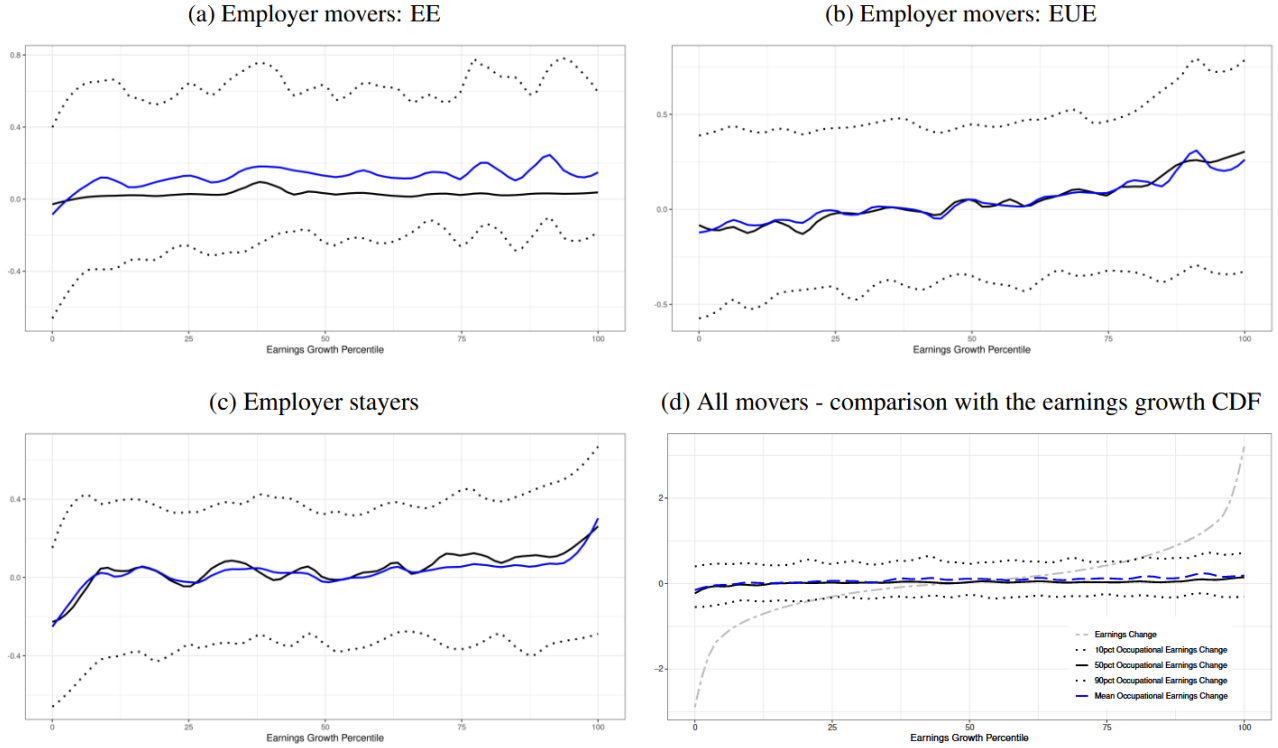 (a) Employer movers: EE
0.8
0.4
0.0
-0.4
0 25 50 75 100
Earnings Growth Percentile
(b) Employer movers: EUE
0.5
0.0
-0.5
0 25 50 75 100
Earnings Growth Percentile
(c) Employer stayers
0.4
0.0
-0.4
0 25 50 75 100
Earnings Growth Percentile
(d) All movers - comparison with the earnings growth CDF
2
0
-2
Earnings Change
10pct Occupational Earnings Change
50pct Occupational Earnings Change
90pct Occupational Earnings Change
Mean Occupational Earnings Change
0 25 50 75 100
Earnings Growth Percentile